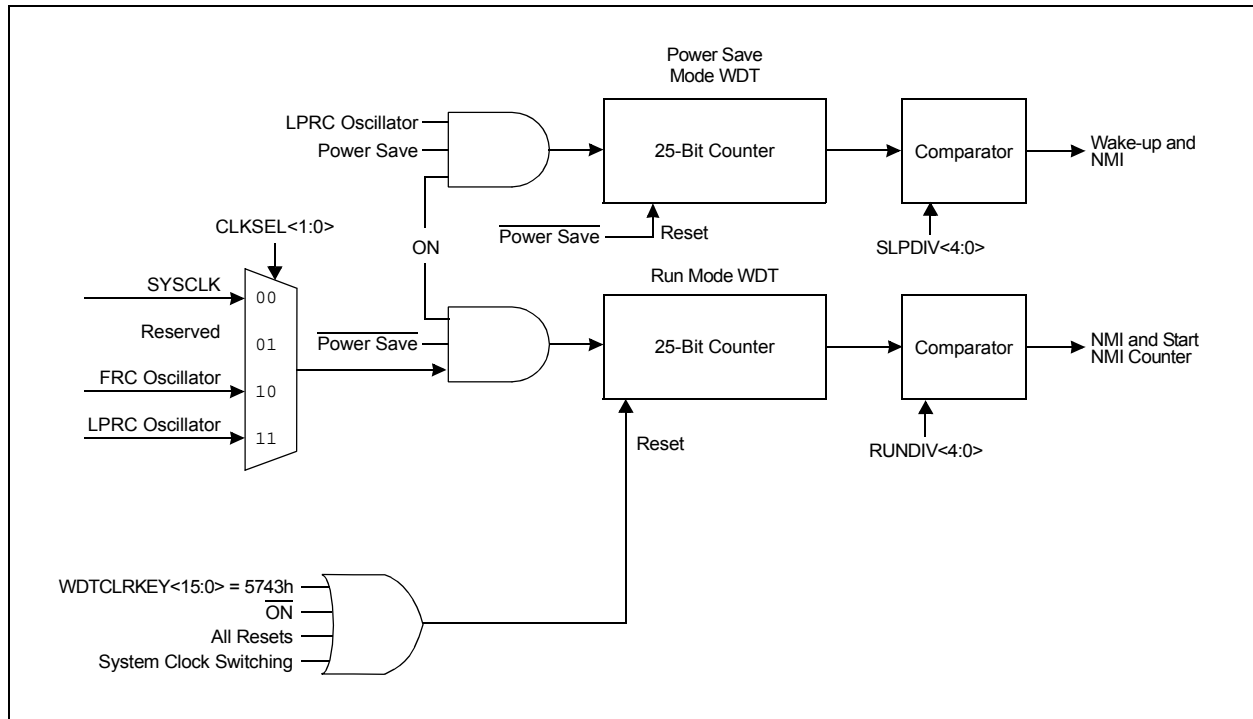 Power Save
Mode WDT
LPRC Oscillator
Power Save
25-Bit Counter
Comparator
Wake-up and
NMI
CLKSEL<1:0>
ON
Power Save
Reset
SLPDIV<4:0>
Run Mode WDT
SYSCLK
00
Reserved
01
Power Save
25-Bit Counter
Comparator
NMI and Start
NMI Counter
FRC Oscillator
10
LPRC Oscillator
11
Reset
RUNDIV<4:0>
WDTCLRKEY<15:0> = 5743h
ON
All Resets
System Clock Switching